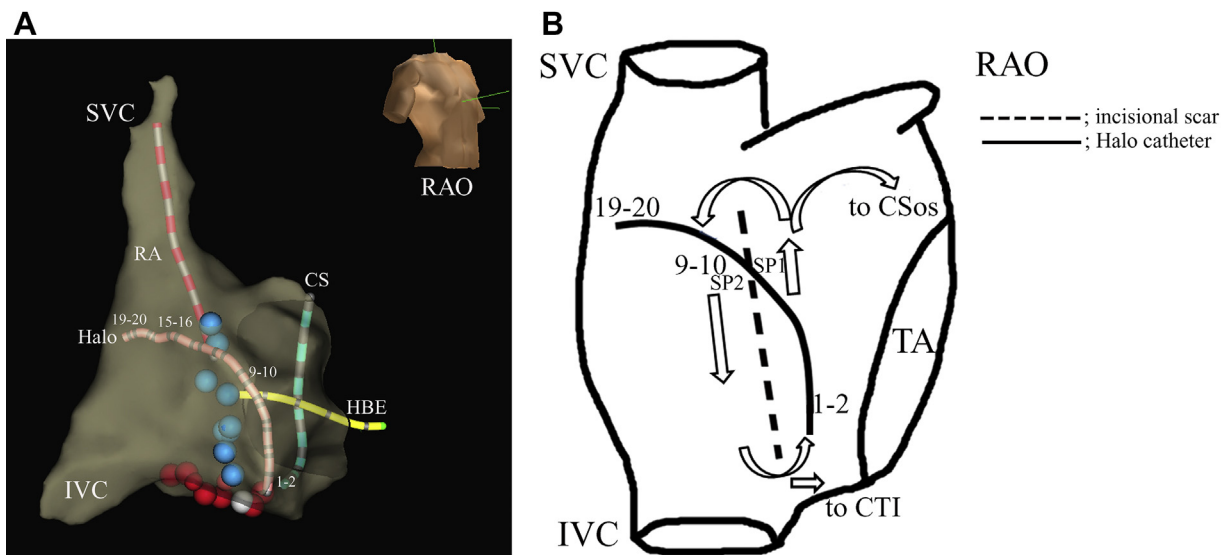 A
SVC
RAO
RA
CS
19-20
15-16
Halo
9-10
HBE
IVC
1-2
B
SVC
RAO
; incisional scar
; Halo catheter
to CSos
19-20
9-10
SP1
SP2
TA
1-2
to CTI
IVC